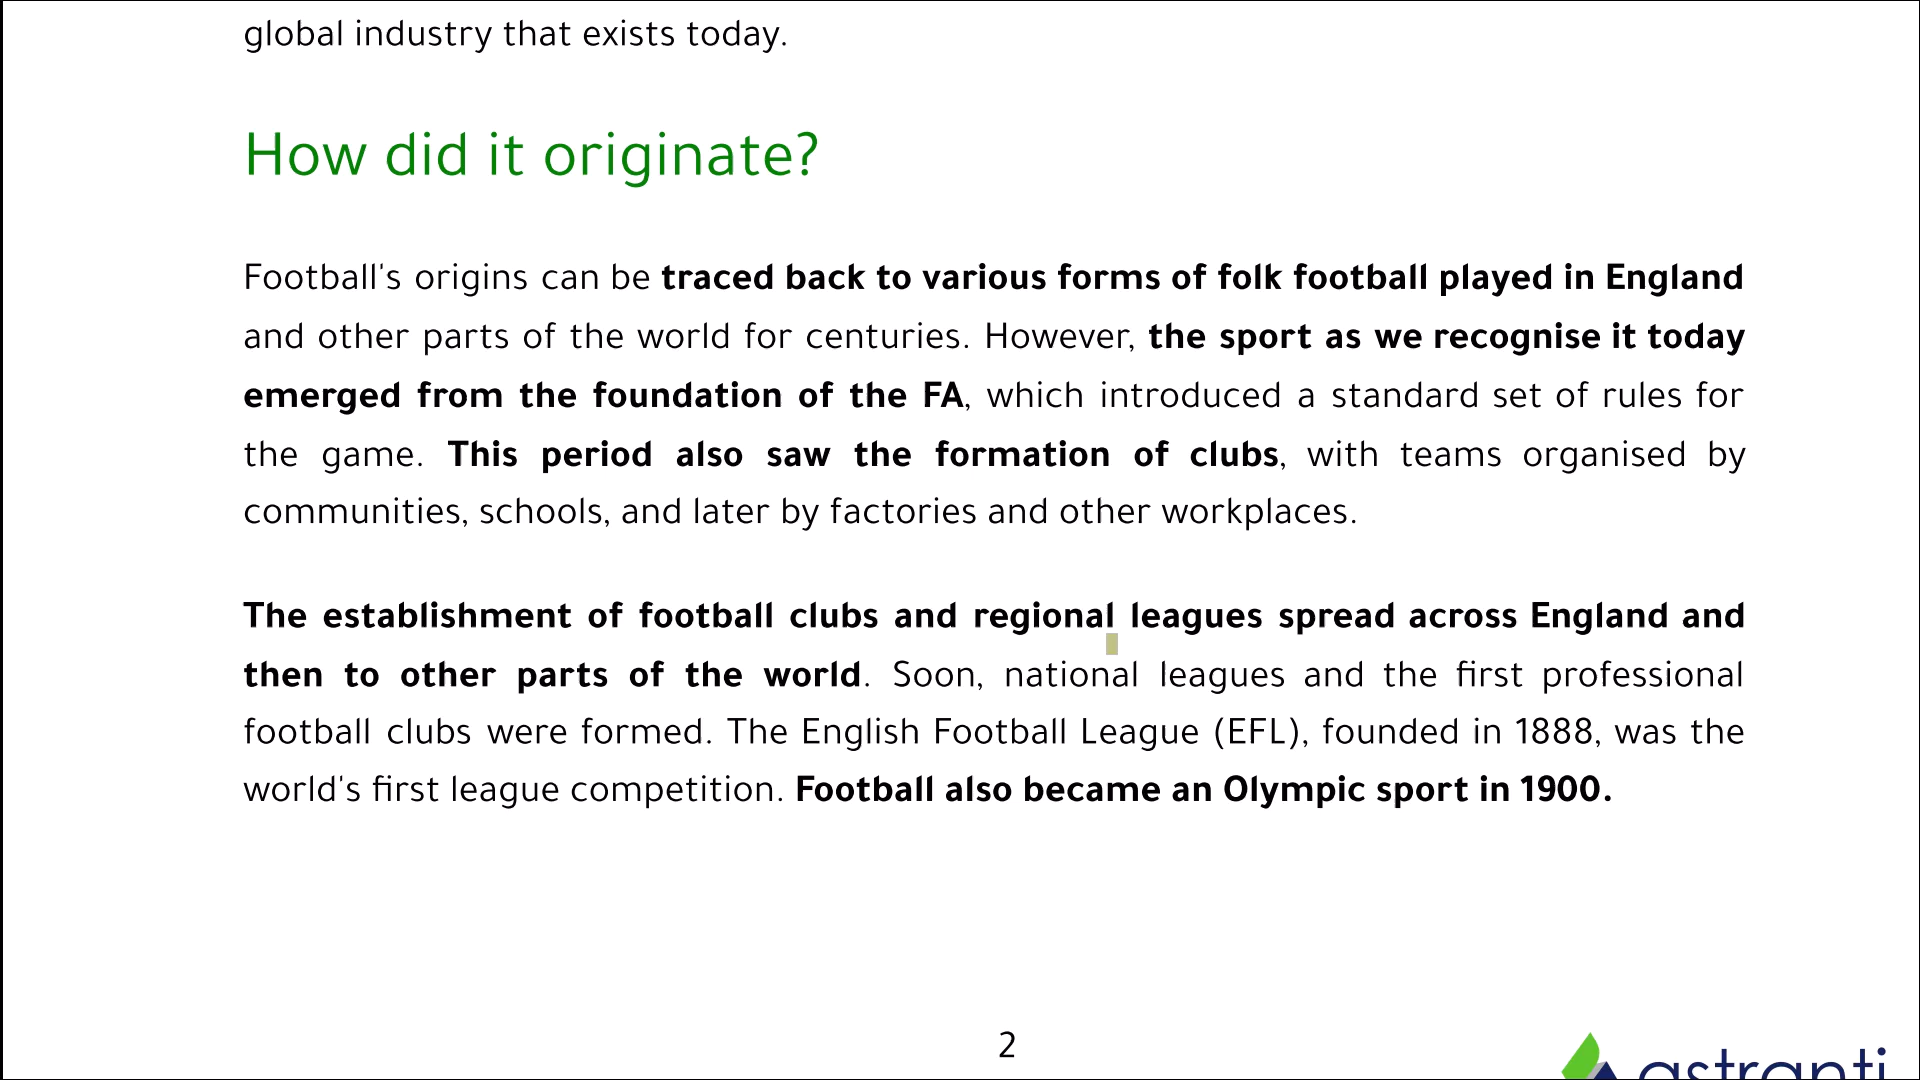 global industry that exists today.
How did it originate?
Football's origins can be traced back to various forms of folk football played in England
and other parts of the world for centuries. However, the sport as we recognise it today
emerged from the foundation of the FA, which introduced a standard set of rules for
the game. This period also saw the formation of clubs, with teams organised by
communities, schools, and later by factories and other workplaces.
The establishment of football clubs and regional leagues spread across England and
then to other parts of the world. Soon, national leagues and the first professional
football clubs were formed. The English Football League (EFL), founded in 1888, was the
world's first league competition. Football also became an Olympic sport in 1900.
2
astranti